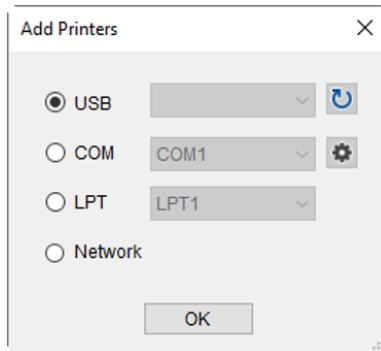 Add Printers
USB
COM COM1
LPT LPT1
Network
OK